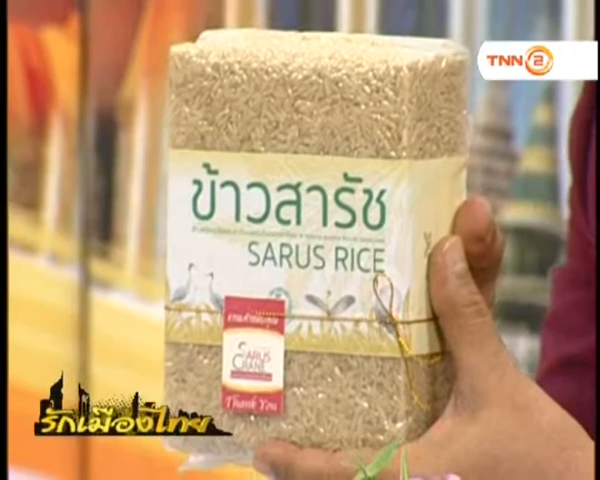 TNN 2
ข้าวสารัช
SARUS RICE
SARUS
CRANE
Thank You
รักเมืองไทย